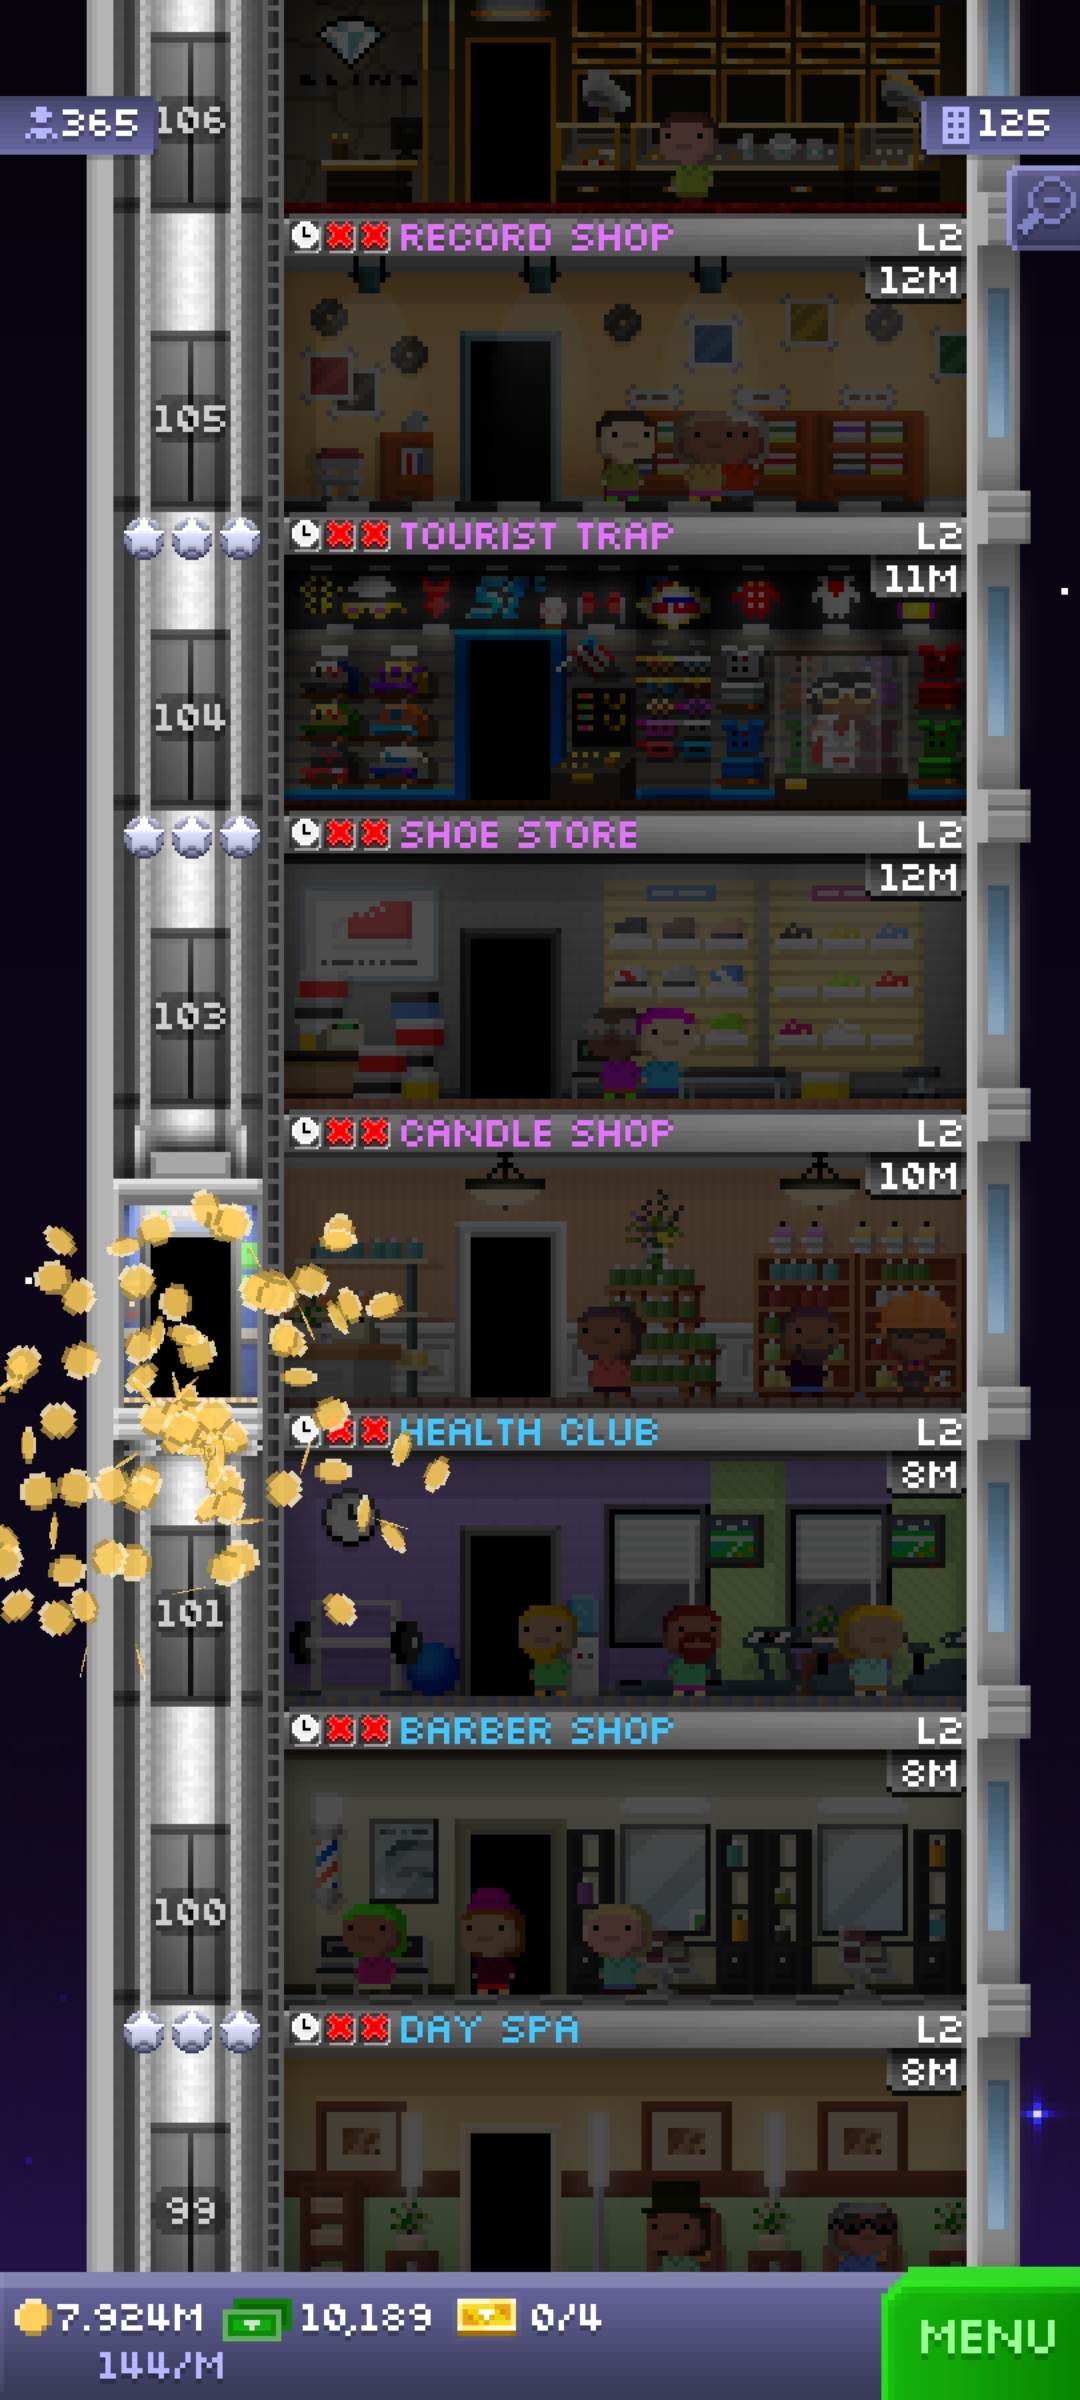 BLING
365
106
125
RECORD SHOP
L2
12M
105
TOURIST TRAP
L2
11M
104
SHOE STORE
L2
12M
103
CANDLE SHOP
L2
10M
HEALTH CLUB
L2
8M
101
BARBER SHOP
L2
8M
100
DAY SPA
L2
8M
99
7.924M
10,189
0/4
144/M
MENU